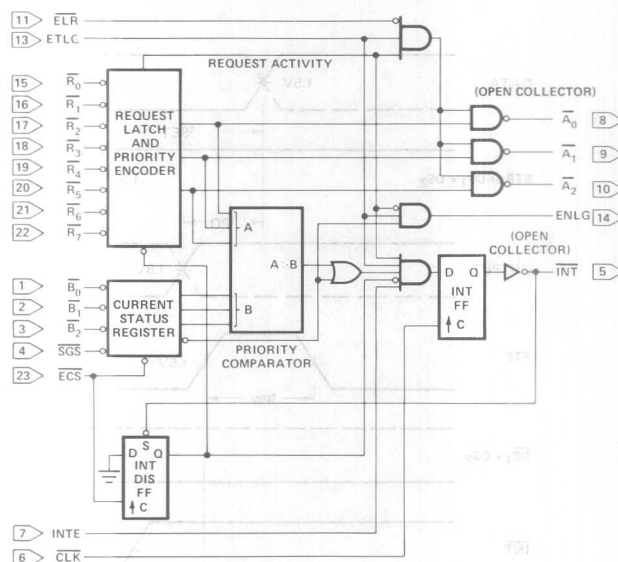 11 ELR
13 ETLG
REQUEST ACTIVITY
15 R0
16 R1
17 R2
18 R3
19 R4
20 R5
21 R6
22 R7
REQUEST
LATCH
AND
PRIORITY
ENCODER
(OPEN COLLECTOR)
A0 8
A1 9
A2 10
ENLG 14
(OPEN
COLLECTOR)
A
A>B
B
PRIORITY
COMPARATOR
D Q
INT
FF
C
INT 5
1 B0
2 B1
3 B2
4 SGS
23 ECS
CURRENT
STATUS
REGISTER
S
D Q
INT
DIS
FF
C
7 INTE
6 CLK